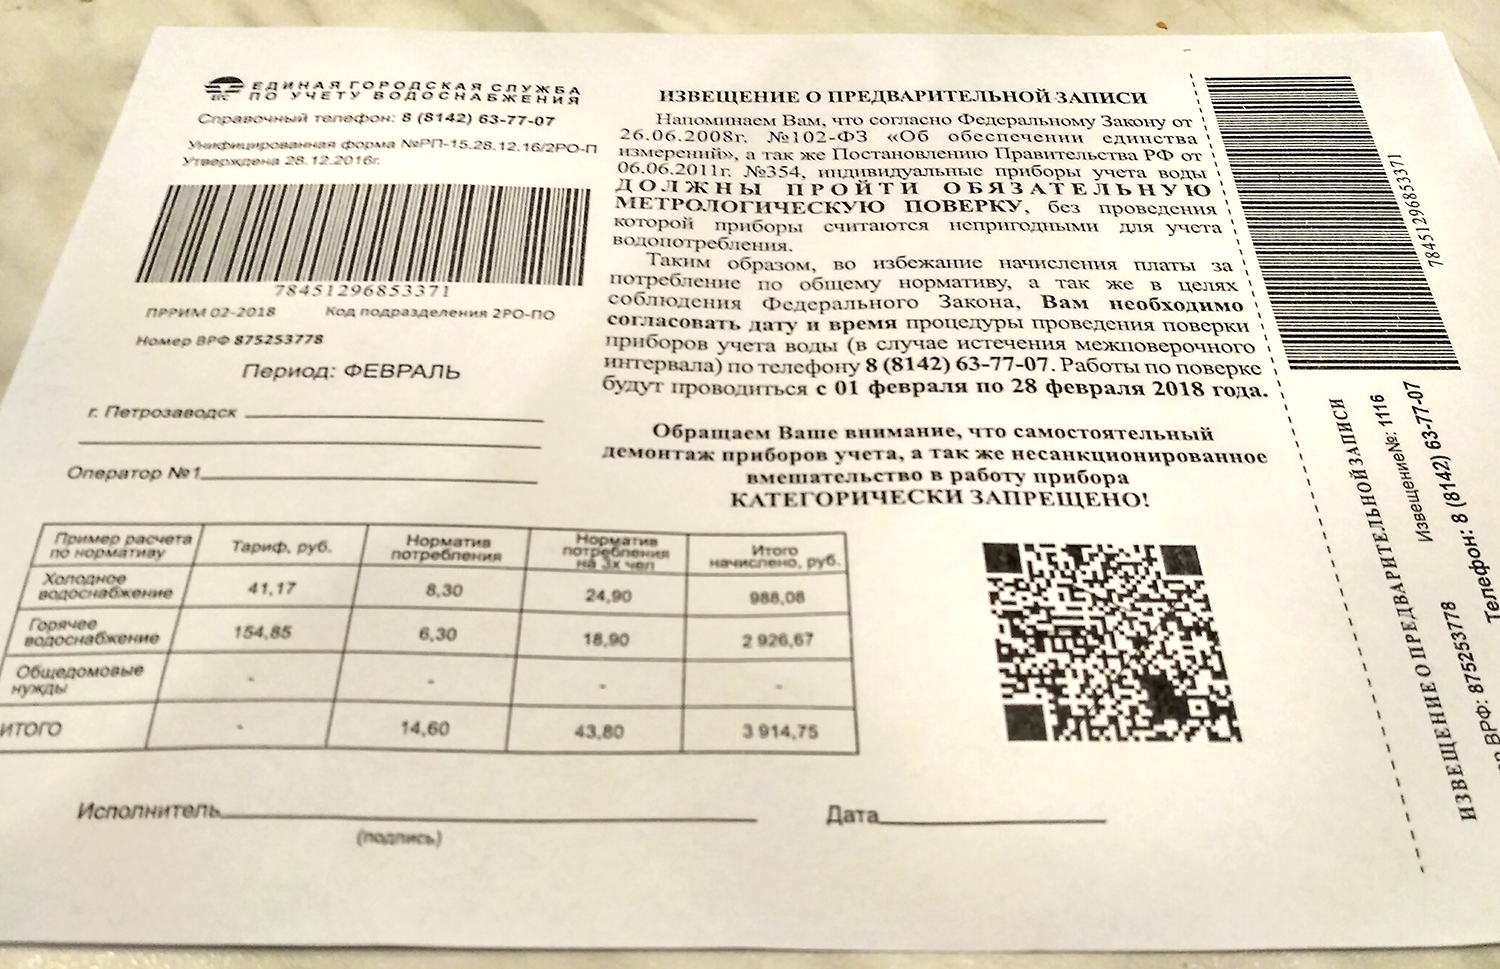 ЕДИНАЯ ГОРОДСКАЯ СЛУЖБА
ПО УЧЕТУ ВОДОСНАБЖЕНИЯ
Справочный телефон: 8 (8142) 63-77-07
Унифицированная форма №РП-15.28.12.16/2РО-П
Утверждена 28.12.2016г.
78451296853371
ПРРИМ 02-2018 Код подразделения 2РО-ПО
Номер ВРФ 875253778
Период: ФЕВРАЛЬ
г. Петрозаводск
Оператор №1
ИЗВЕЩЕНИЕ О ПРЕДВАРИТЕЛЬНОЙ ЗАПИСИ
Напоминаем Вам, что согласно Федеральному Закону от
26.06.2008г. №102-ФЗ «Об обеспечении единства
измерений», а так же Постановлению Правительства РФ от
06.06.2011г. №354, индивидуальные приборы учета воды
ДОЛЖНЫ ПРОЙТИ ОБЯЗАТЕЛЬНУЮ
МЕТРОЛОГИЧЕСКУЮ ПОВЕРКУ, без проведения
которой приборы считаются непригодными для учета
водопотребления.
Таким образом, во избежание начисления платы за
потребление по общему нормативу, а так же в целях
соблюдения Федерального Закона, Вам необходимо
согласовать дату и время процедуры проведения поверки
приборов учета воды (в случае истечения межповерочного
интервала) по телефону 8 (8142) 63-77-07. Работы по поверке
будут проводиться с 01 февраля по 28 февраля 2018 года.
Обращаем Ваше внимание, что самостоятельный
демонтаж приборов учета, а так же несанкционированное
вмешательство в работу прибора
КАТЕГОРИЧЕСКИ ЗАПРЕЩЕНО!
Пример расчета по нормативу Тариф, руб. Норматив потребления Норматив потребления на 3х чел Итого начислено, руб.
Холодное водоснабжение 41,17 8,30 24,90 988,08
Горячее водоснабжение 154,85 6,30 18,90 2 926,67
Общедомовые нужды - - - -
ИТОГО - 14,60 43,80 3 914,75
Исполнитель Дата
(подпись)
78451296853371
ИЗВЕЩЕНИЕ О ПРЕДВАРИТЕЛЬНОЙ ЗАПИСИ
Извещение№: 1116
ВРФ: 875253778
Телефон: 8 (8142) 63-77-07